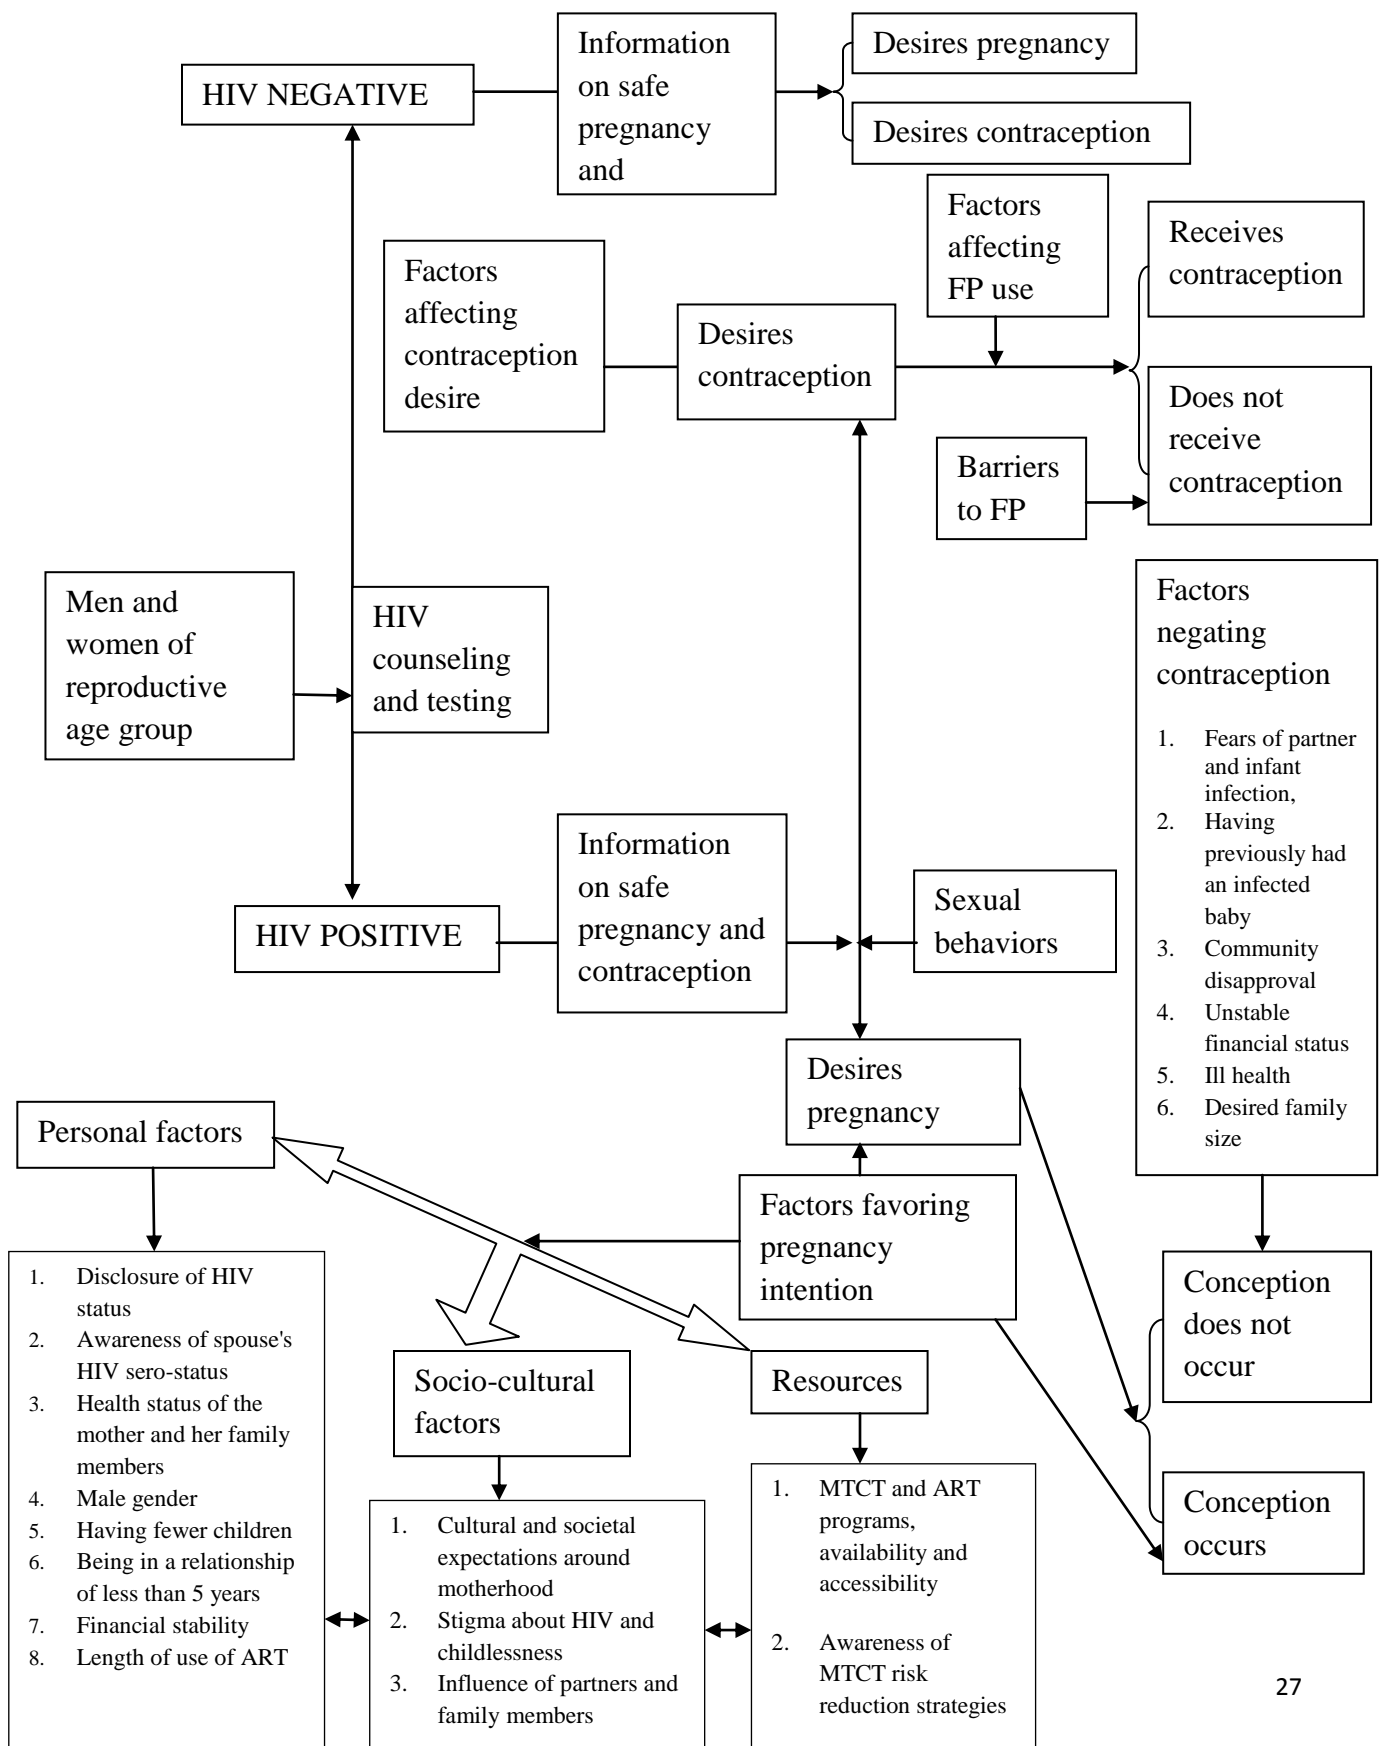 Information
on safe
pregnancy
and
Desires pregnancy
HIV NEGATIVE
Desires contraception
Factors
affecting
FP use
Receives
contraception
Factors
affecting
contraception
desire
Desires
contraception
Does not
receive
contraception
Barriers
to FP
Men and
women of
reproductive
age group
HIV
counseling
and testing
Factors
negating
contraception
1. Fears of partner
and infant
infection,
2. Having
previously had
an infected
baby
3. Community
disapproval
4. Unstable
financial status
5. Ill health
6. Desired family
size
Information
on safe
pregnancy and
contraception
HIV POSITIVE
Sexual
behaviors
Desires
pregnancy
Personal factors
Factors favoring
pregnancy
intention
1. Disclosure of HIV
status
2. Awareness of spouse's
HIV sero-status
3. Health status of the
mother and her family
members
4. Male gender
5. Having fewer children
6. Being in a relationship
of less than 5 years
7. Financial stability
8. Length of use of ART
Conception
does not
occur
Socio-cultural
factors
Resources
1. Cultural and societal
expectations around
motherhood
2. Stigma about HIV and
childlessness
3. Influence of partners and
family members
1. MTCT and ART
programs,
availability and
accessibility
2. Awareness of
MTCT risk
reduction strategies
Conception
occurs
27